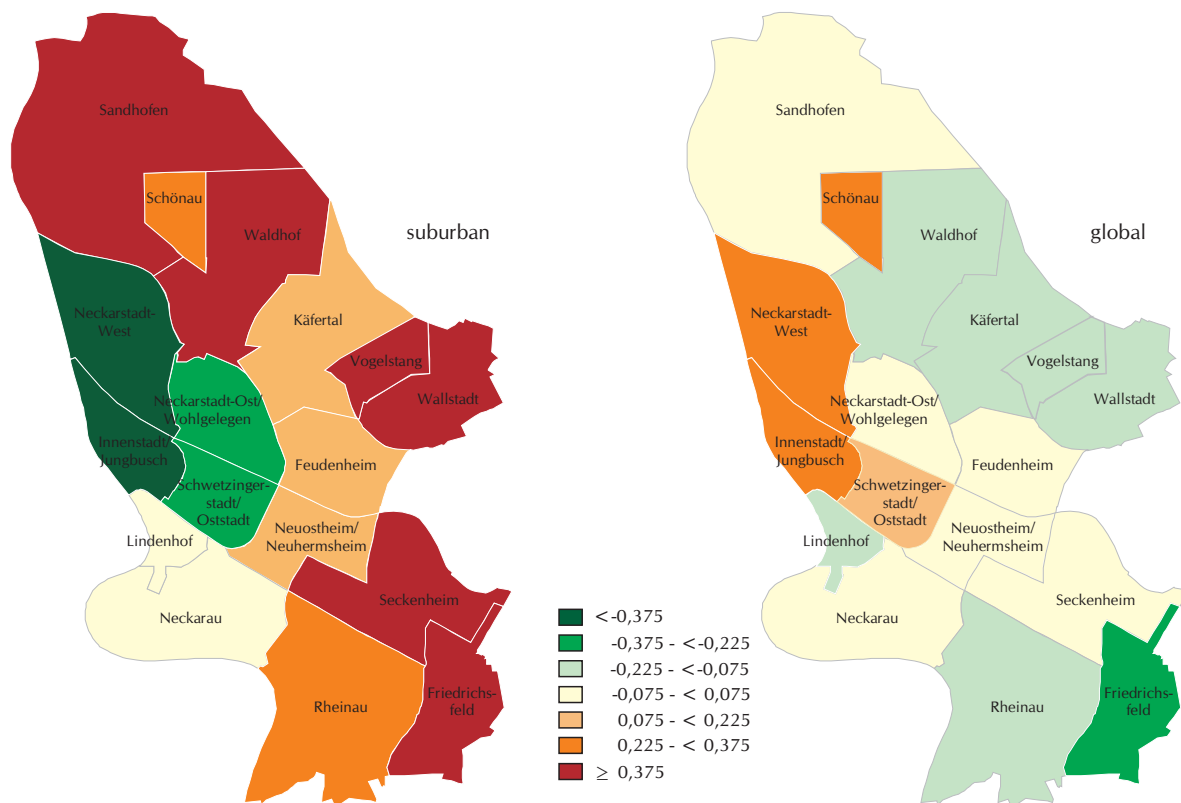 Sandhofen
Schönau
Waldhof
suburban
Neckarstadt-
West
Käfertal
Vogelstang
Wallstadt
Neckarstadt-Ost/
Wohlgelegen
Innenstadt/
Jungbusch
Feudenheim
Schwetzinger-
stadt/
Oststadt
Neuostheim/
Neuhermsheim
Lindenhof
Seckenheim
Neckarau
Friedrichs-
feld
Rheinau
Sandhofen
Schönau
Waldhof
global
Neckarstadt-
West
Käfertal
Vogelstang
Wallstadt
Neckarstadt-Ost/
Wohlgelegen
Innenstadt/
Jungbusch
Feudenheim
Schwetzinger-
stadt/
Oststadt
Neuostheim/
Neuhermsheim
Lindenhof
Seckenheim
Neckarau
Friedrichs-
feld
Rheinau
<-0,375
-0,375 - <-0,225
-0,225 - <-0,075
-0,075 - < 0,075
0,075 - < 0,225
0,225 - < 0,375
≥ 0,375